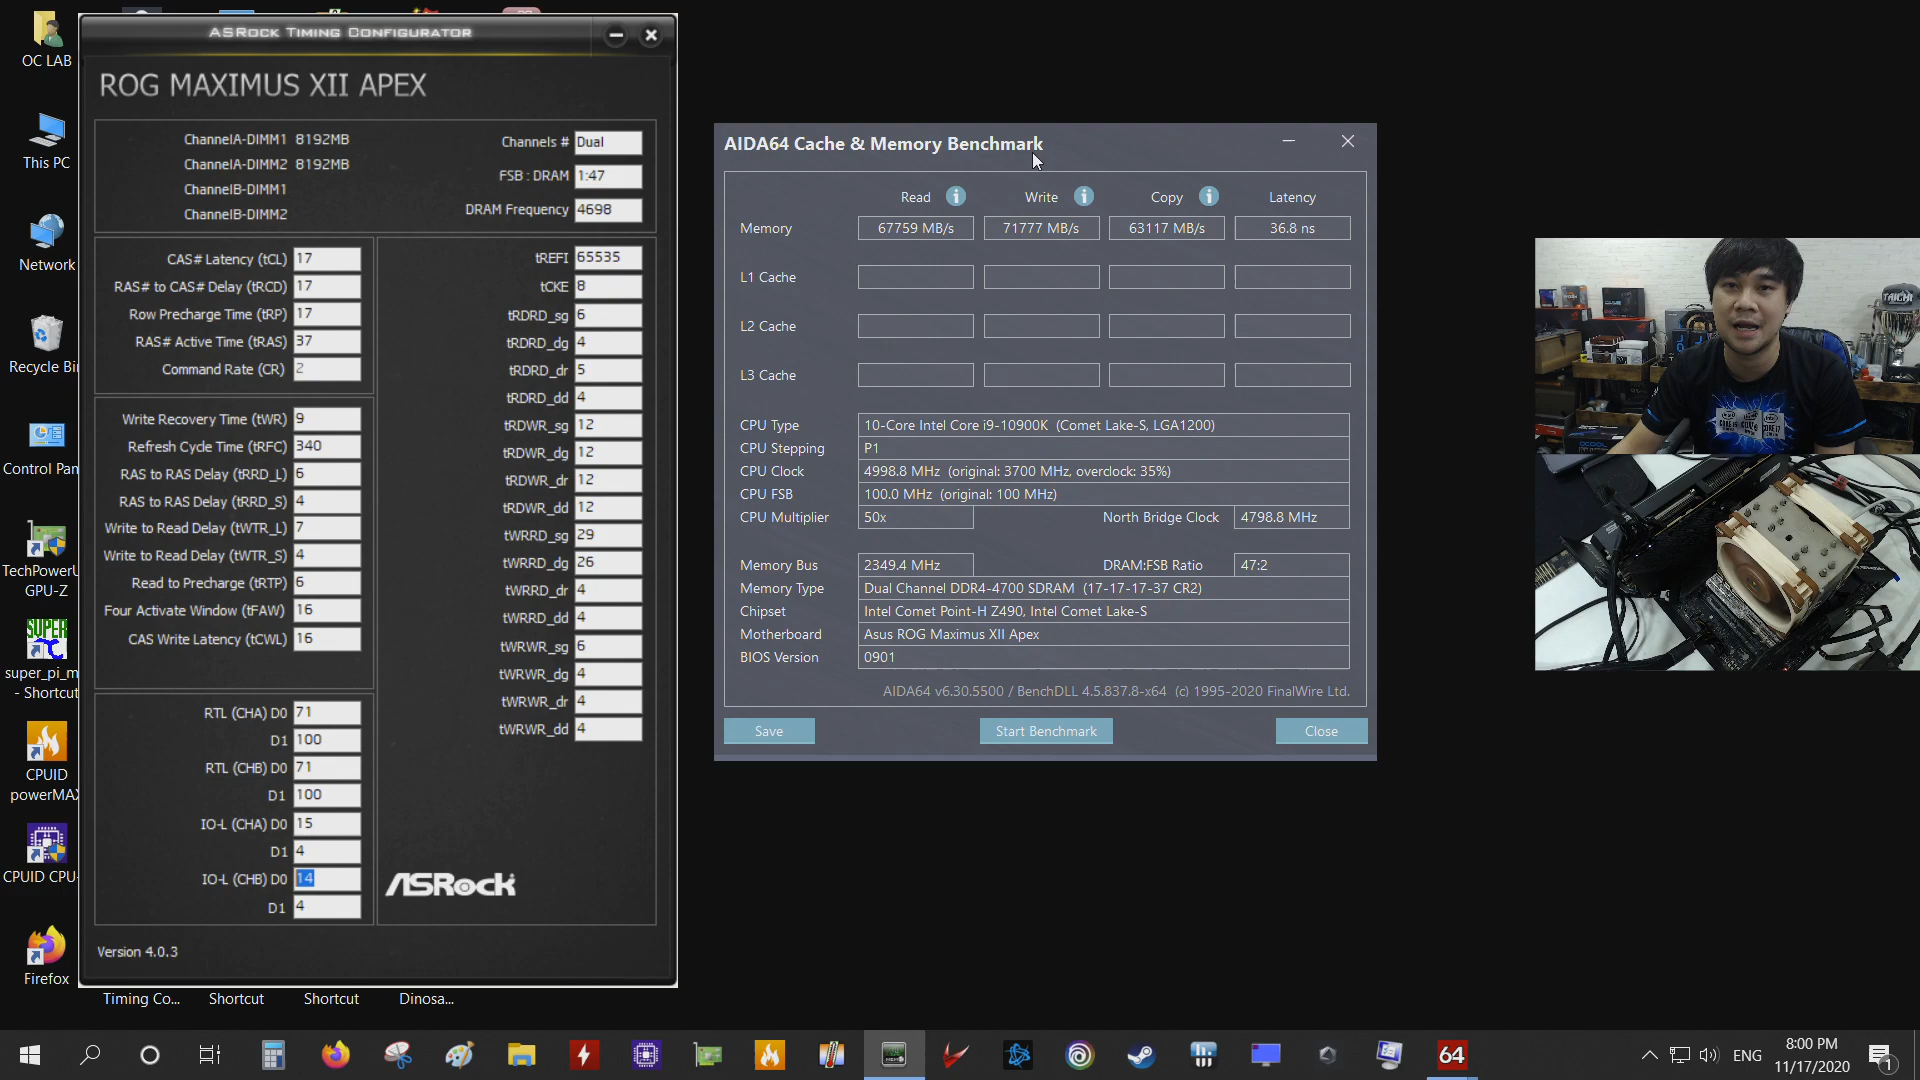 OC LAB
This PC
Network
Recycle Bin
Control Pan
TechPowerU
GPU-Z
SUPER
super_pi_m
- Shortcut
CPUID
powerMAX
CPUID CPU-
Firefox
Timing Co...
Shortcut
Shortcut
Dinosa...
ASRock Timing Configurator
ROG MAXIMUS XII APEX
ChannelA-DIMM1 8192MB
ChannelA-DIMM2 8192MB
ChannelB-DIMM1
ChannelB-DIMM2
Channels # Dual
FSB : DRAM 1:47
DRAM Frequency 4698
CAS# Latency (tCL) 17
RAS# to CAS# Delay (tRCD) 17
Row Precharge Time (tRP) 17
RAS# Active Time (tRAS) 37
Command Rate (CR) 2
Write Recovery Time (tWR) 9
Refresh Cycle Time (tRFC) 340
RAS to RAS Delay (tRRD_L) 6
RAS to RAS Delay (tRRD_S) 4
Write to Read Delay (tWTR_L) 7
Write to Read Delay (tWTR_S) 4
Read to Precharge (tRTP) 6
Four Activate Window (tFAW) 16
CAS Write Latency (tCWL) 16
RTL (CHA) D0 71
D1 100
RTL (CHB) D0 71
D1 100
IO-L (CHA) D0 15
D1 4
IO-L (CHB) D0 14
D1 4
tREFI 65535
tCKE 8
tRDRD_sg 6
tRDRD_dg 4
tRDRD_dr 5
tRDRD_dd 4
tRDWR_sg 12
tRDWR_dg 12
tRDWR_dr 12
tRDWR_dd 12
tWRRD_sg 29
tWRRD_dg 26
tWRRD_dr 4
tWRRD_dd 4
tWRWR_sg 6
tWRWR_dg 4
tWRWR_dr 4
tWRWR_dd 4
ASRock
Version 4.0.3
AIDA64 Cache & Memory Benchmark
Read Write Copy Latency
Memory 67759 MB/s 71777 MB/s 63117 MB/s 36.8 ns
L1 Cache
L2 Cache
L3 Cache
CPU Type 10-Core Intel Core i9-10900K (Comet Lake-S, LGA1200)
CPU Stepping P1
CPU Clock 4998.8 MHz (original: 3700 MHz, overclock: 35%)
CPU FSB 100.0 MHz (original: 100 MHz)
CPU Multiplier 50x North Bridge Clock 4798.8 MHz
Memory Bus 2349.4 MHz DRAM:FSB Ratio 47:2
Memory Type Dual Channel DDR4-4700 SDRAM (17-17-17-37 CR2)
Chipset Intel Comet Point-H Z490, Intel Comet Lake-S
Motherboard Asus ROG Maximus XII Apex
BIOS Version 0901
AIDA64 v6.30.5500 / BenchDLL 4.5.837.8-x64 (c) 1995-2020 FinalWire Ltd.
Save
Start Benchmark
Close
TAICHI
64
ENG
8:00 PM
11/17/2020
1